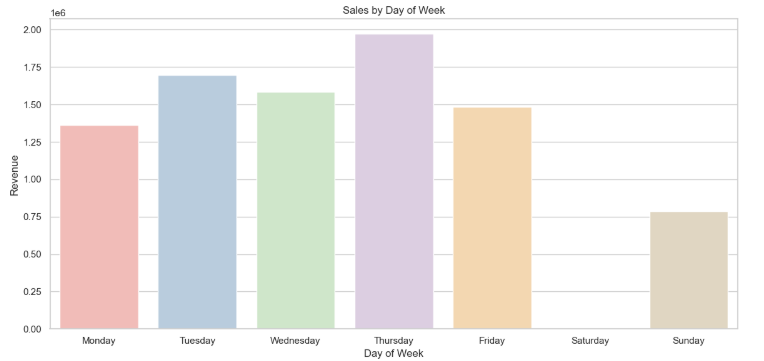 Sales by Day of Week
1e6
2.00
1.75
1.50
1.25
1.00
0.75
0.50
0.25
0.00
Revenue
Monday Tuesday Wednesday Thursday Friday Saturday Sunday
Day of Week